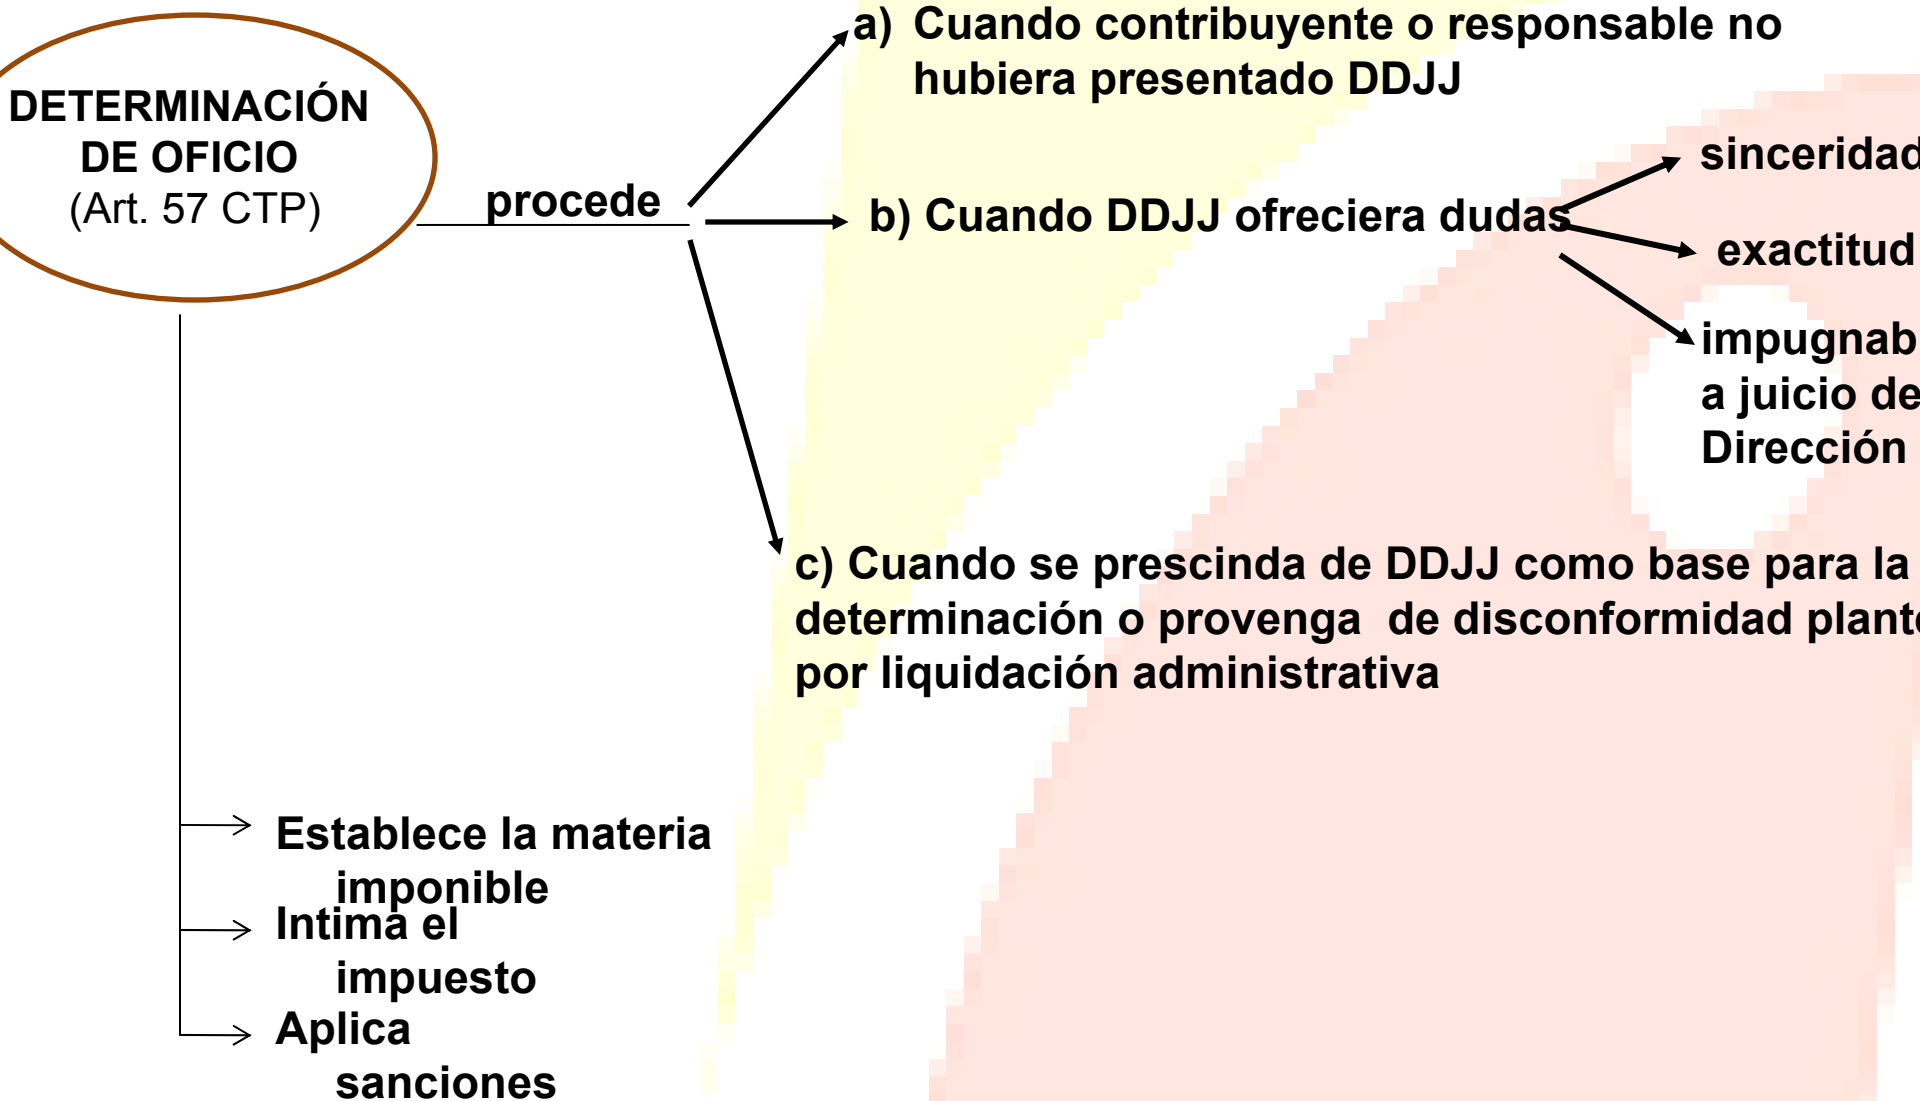 DETERMINACIÓN
DE OFICIO
(Art. 57 CTP)
procede
a) Cuando contribuyente o responsable no
hubiera presentado DDJJ
b) Cuando DDJJ ofreciera dudas
sinceridad
exactitud
a juicio de
Dirección
c) Cuando se prescinda de DDJJ como base para la
determinación o provenga de disconformidad
por liquidación administrativa
Establece la materia
imponible
Intima el
impuesto
Aplica
sanciones